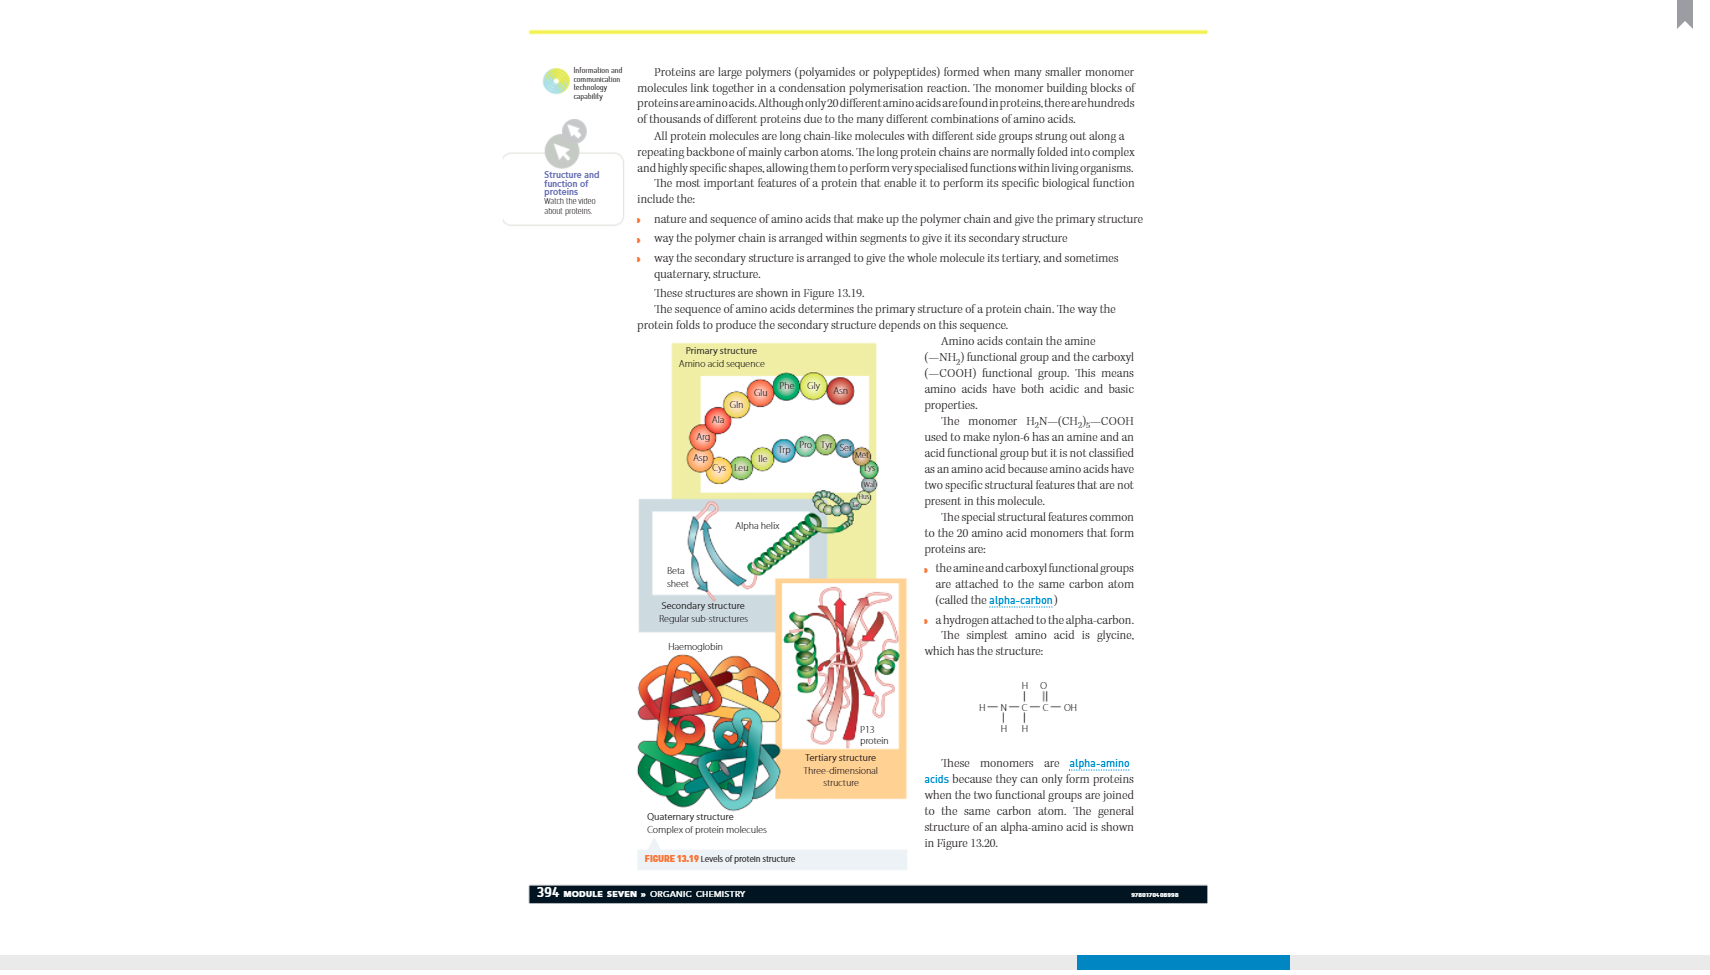 Information and
communication
technology
capability
Structure and
function of
proteins
Watch the video
about proteins.
Proteins are large polymers (polyamides or polypeptides) formed when many smaller monomer
molecules link together in a condensation polymerisation reaction. The monomer building blocks of
proteins are amino acids. Although only 20 different amino acids are found in proteins, there are hundreds
of thousands of different proteins due to the many different combinations of amino acids.
All protein molecules are long chain-like molecules with different side groups strung out along a
repeating backbone of mainly carbon atoms. The long protein chains are normally folded into complex
and highly specific shapes, allowing them to perform very specialised functions within living organisms.
The most important features of a protein that enable it to perform its specific biological function
include the:
nature and sequence of amino acids that make up the polymer chain and give the primary structure
way the polymer chain is arranged within segments to give it its secondary structure
way the secondary structure is arranged to give the whole molecule its tertiary, and sometimes
quaternary, structure.
These structures are shown in Figure 13.19.
The sequence of amino acids determines the primary structure of a protein chain. The way the
protein folds to produce the secondary structure depends on this sequence.
Primary structure
Amino acid sequence
Asn
Gly
Phe
Glu
Gln
Ala
Arg
Asp
Cys
Leu
Ile
Trp
Pro
Tyr
Ser
Met
Lys
Wal
Hus
Alpha helix
Beta
sheet
Secondary structure
Regular sub-structures
P13
protein
Tertiary structure
Three-dimensional
structure
Haemoglobin
Quaternary structure
Complex of protein molecules
FIGURE 13.19 Levels of protein structure
Amino acids contain the amine
(—NH₂) functional group and the carboxyl
(—COOH) functional group. This means
amino acids have both acidic and basic
properties.
The monomer H₂N—(CH₂)₅—COOH
used to make nylon-6 has an amine and an
acid functional group but it is not classified
as an amino acid because amino acids have
two specific structural features that are not
present in this molecule.
The special structural features common
to the 20 amino acid monomers that form
proteins are:
the amine and carboxyl functional groups
are attached to the same carbon atom
(called the alpha-carbon)
a hydrogen attached to the alpha-carbon.
The simplest amino acid is glycine,
which has the structure:
H O
H—N—C—C—OH
H H
These monomers are alpha-amino
acids because they can only form proteins
when the two functional groups are joined
to the same carbon atom. The general
structure of an alpha-amino acid is shown
in Figure 13.20.
394 MODULE SEVEN » ORGANIC CHEMISTRY
9780170408998